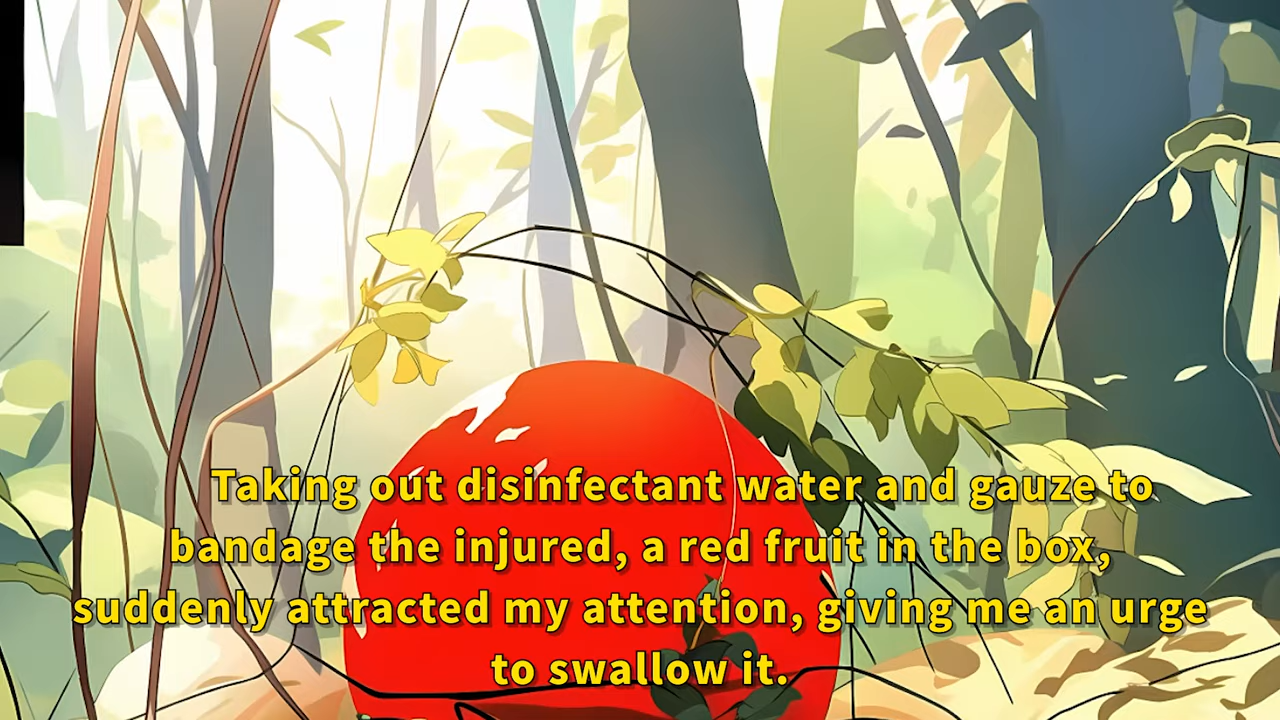 Taking out disinfectant water and gauze to
bandage the injured, a red fruit in the box,
suddenly attracted my attention, giving me an urge
to swallow it.